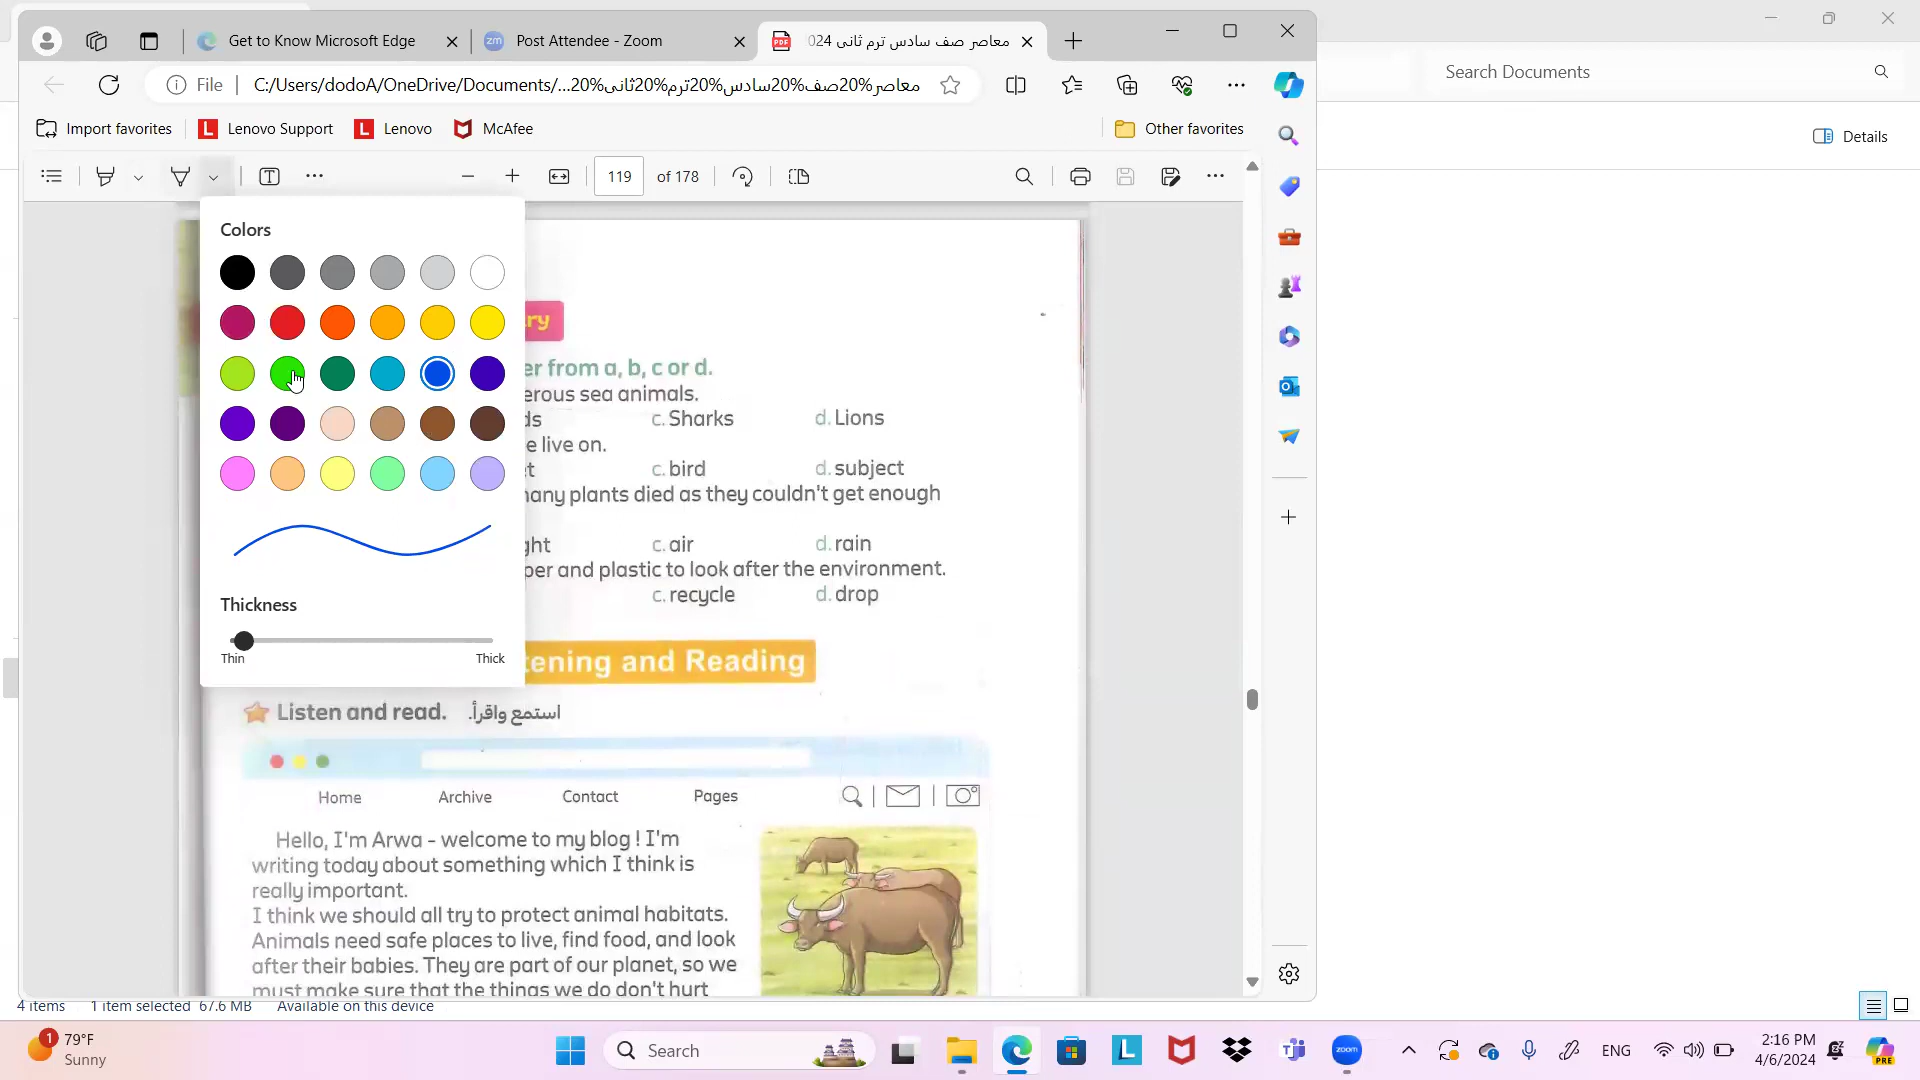 Get to Know Microsoft Edge
Post Attendee - Zoom
معاصر صف سادس ترم ثانى 024
Search Documents
File
C:/Users/dodoA/OneDrive/Documents/...20%معاصر%20صف%20سادس%20ترم%20ثانى
Import favorites
Lenovo Support
Lenovo
McAfee
Other favorites
Details
119
of 178
Colors
Thickness
Thin
Thick
ry
er from a, b, c or d.
erous sea animals.
ds
c. Sharks
d. Lions
e live on.
et
c. bird
d. subject
many plants died as they couldn't get enough
ght
c. air
d. rain
per and plastic to look after the environment.
c. recycle
d. drop
tening and Reading
Listen and read.
استمع واقرأ.
Home
Archive
Contact
Pages
Hello, I'm Arwa - welcome to my blog ! I'm
writing today about something which I think is
really important.
I think we should all try to protect animal habitats.
Animals need safe places to live, find food, and look
after their babies. They are part of our planet, so we
must make sure that the things we do don't hurt
4 items
1 item selected 67.6 MB
Available on this device
1
79°F
Sunny
Search
zoom
ENG
2:16 PM
4/6/2024
PRE